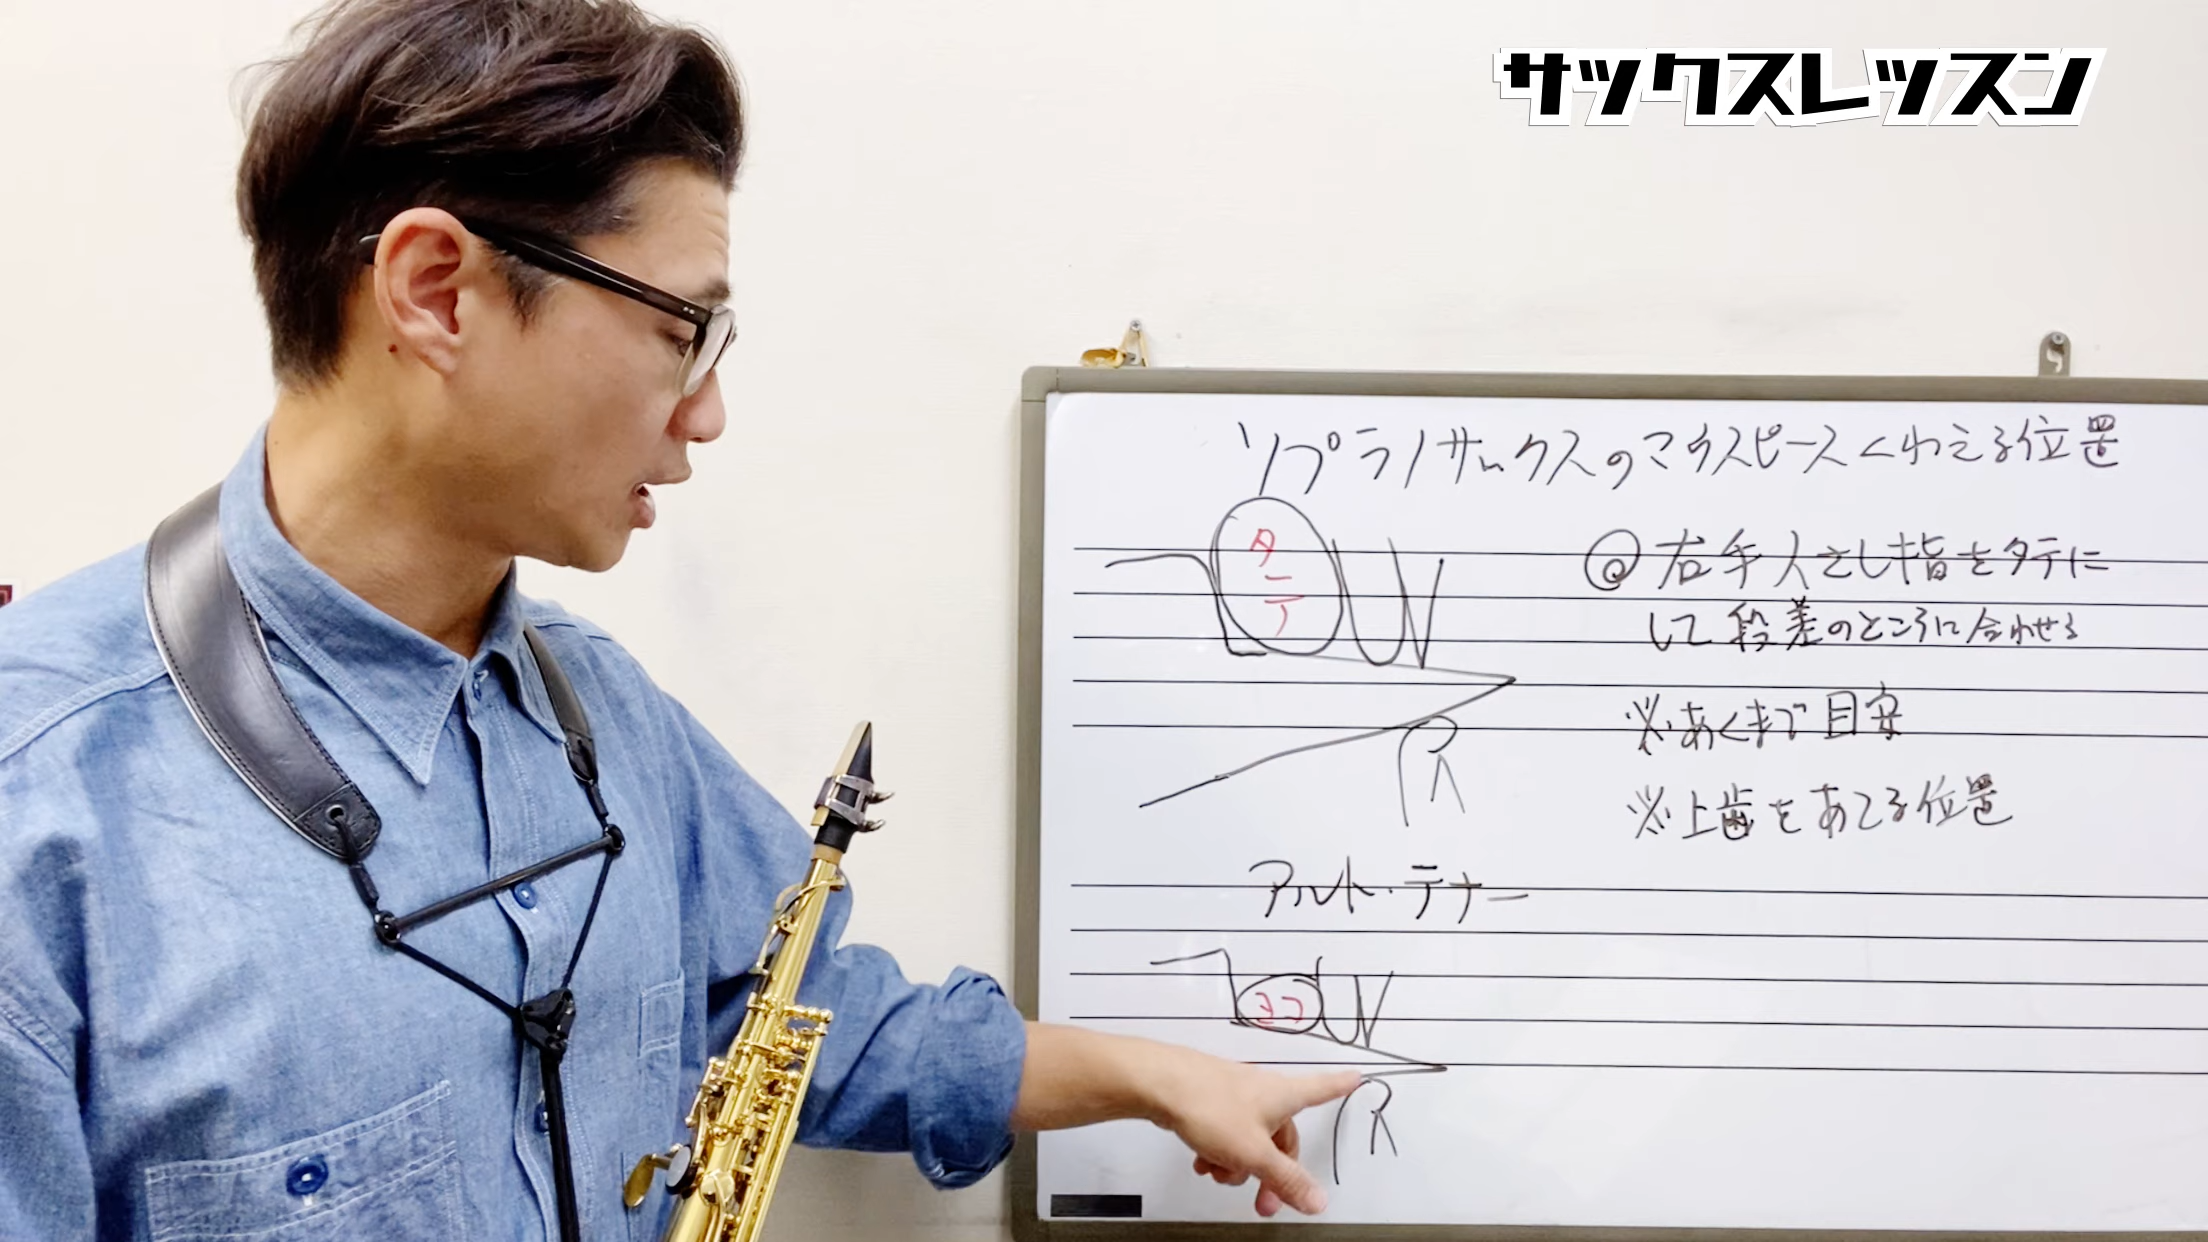 サックスレッスン
ソプラノサックスのマウスピースくわえる位置
タテ
◎右手人さし指をタテに
して段差のところに合わせる
※あくまで目安
※上歯をあてる位置
アルト・テナー
ヨコ